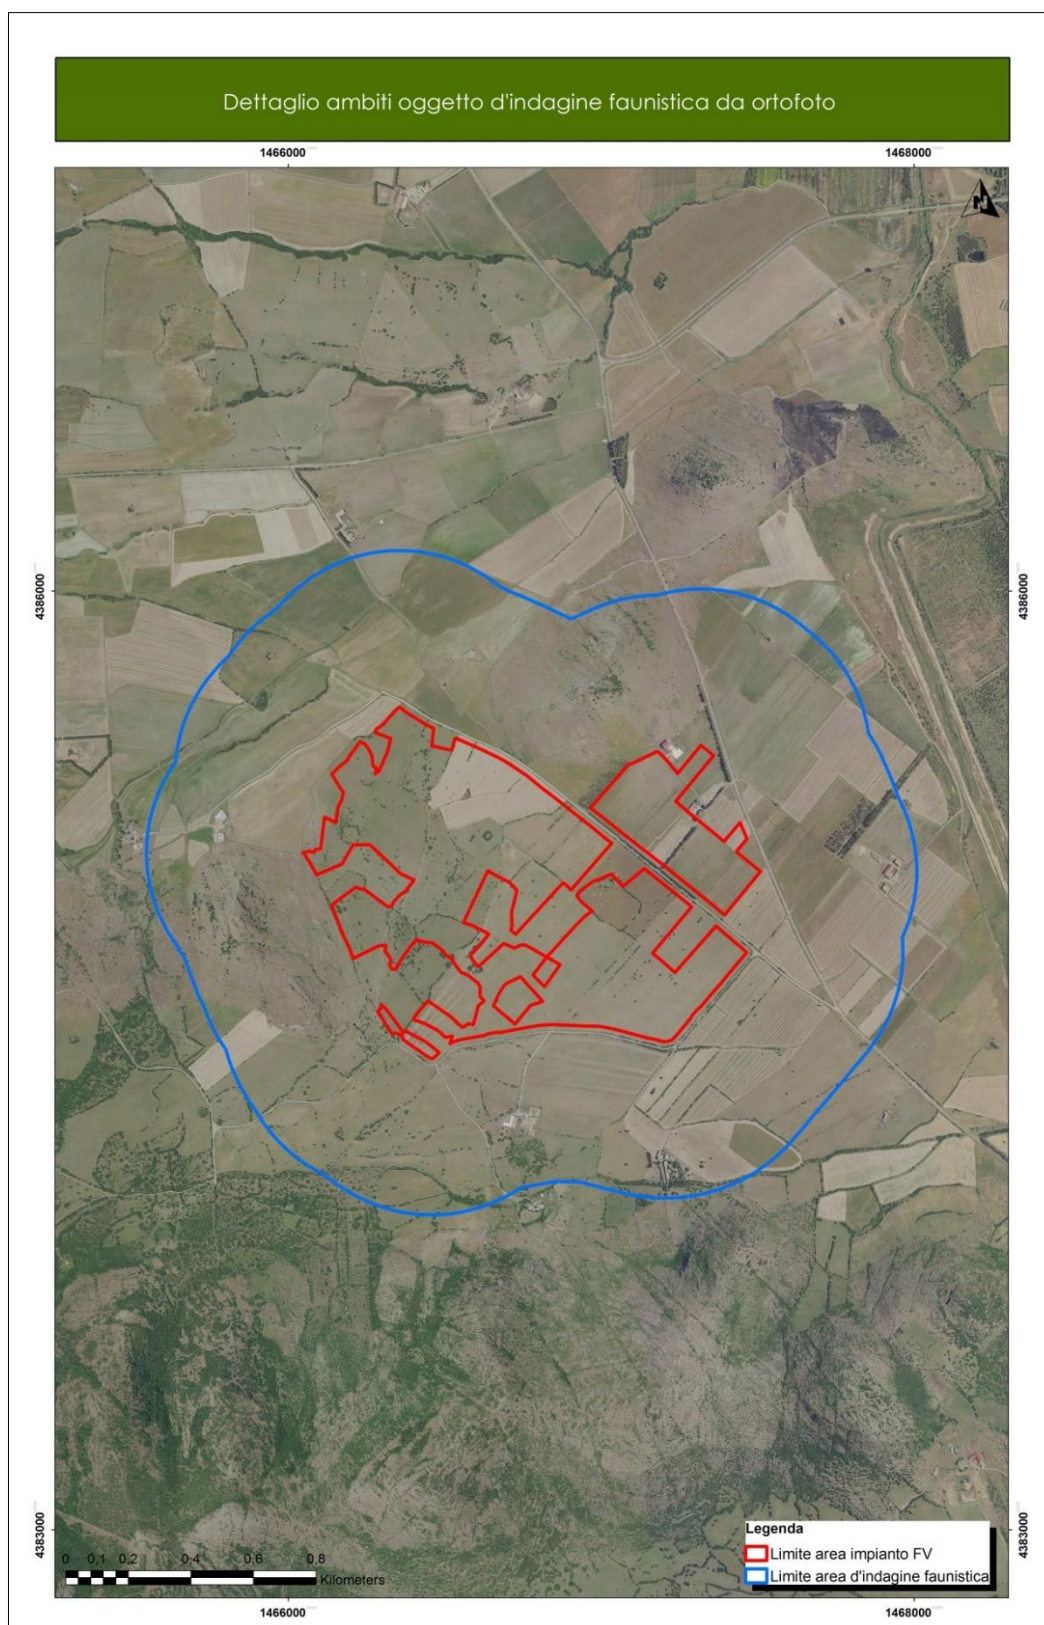 Dettaglio ambiti oggetto d'indagine faunistica da ortofoto
1466000
1468000
N
4386000
4386000
4383000
4383000
Legenda
Limite area impianto FV
Limite area d'indagine faunistica
0 0,1 0,2 0,4 0,6 0,8
Kilometers
1466000
1468000